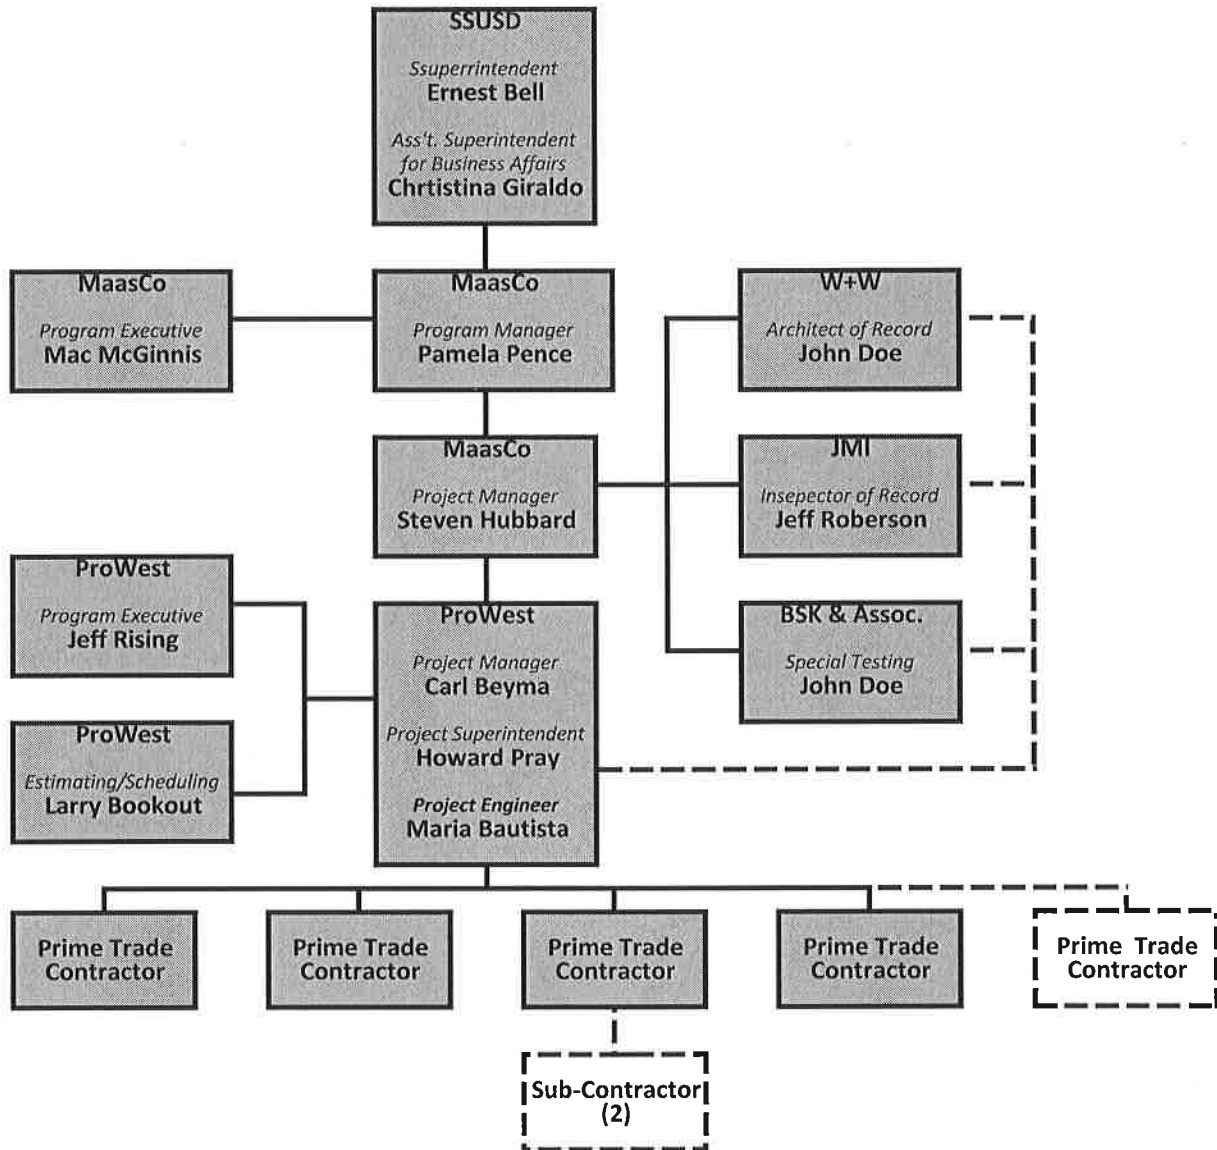 SSUSD
Ssuperrintendent
Ernest Bell
Ass't. Superintendent
for Business Affairs
Chrtistina Giraldo
MaasCo
Program Executive
Mac McGinnis
MaasCo
Program Manager
Pamela Pence
W+W
Architect of Record
John Doe
MaasCo
Project Manager
Steven Hubbard
JMI
Insepector of Record
Jeff Roberson
ProWest
Program Executive
Jeff Rising
ProWest
Estimating/Scheduling
Larry Bookout
ProWest
Project Manager
Carl Beyma
Project Superintendent
Howard Pray
Project Engineer
Maria Bautista
BSK & Assoc.
Special Testing
John Doe
Prime Trade
Contractor
Prime Trade
Contractor
Prime Trade
Contractor
Prime Trade
Contractor
Prime Trade
Contractor
Sub-Contractor
(2)